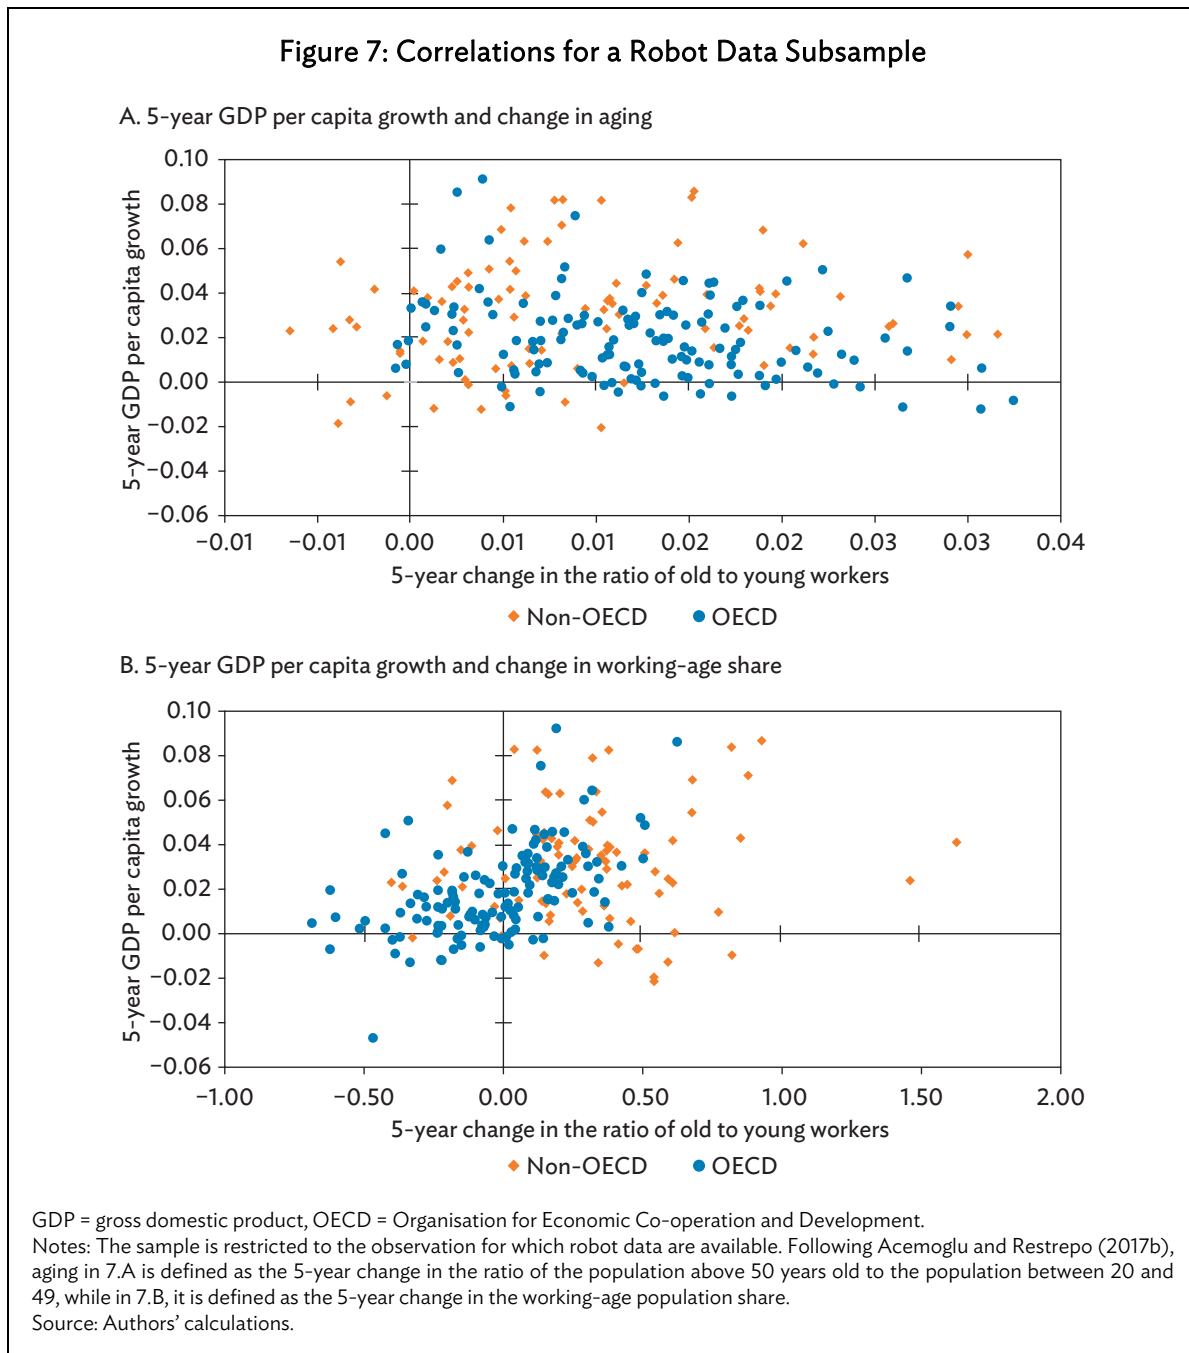 Figure 7: Correlations for a Robot Data Subsample
A. 5-year GDP per capita growth and change in aging
5-year GDP per capita growth
0.10
0.08
0.06
0.04
0.02
0.00
−0.02
−0.04
−0.06
−0.01 −0.01 0.00 0.01 0.01 0.02 0.02 0.03 0.03 0.04
5-year change in the ratio of old to young workers
Non-OECD OECD
B. 5-year GDP per capita growth and change in working-age share
5-year GDP per capita growth
0.10
0.08
0.06
0.04
0.02
0.00
−0.02
−0.04
−0.06
−1.00 −0.50 0.00 0.50 1.00 1.50 2.00
5-year change in the ratio of old to young workers
Non-OECD OECD
GDP = gross domestic product, OECD = Organisation for Economic Co-operation and Development.
Notes: The sample is restricted to the observation for which robot data are available. Following Acemoglu and Restrepo (2017b),
aging in 7.A is defined as the 5-year change in the ratio of the population above 50 years old to the population between 20 and
49, while in 7.B, it is defined as the 5-year change in the working-age population share.
Source: Authors' calculations.